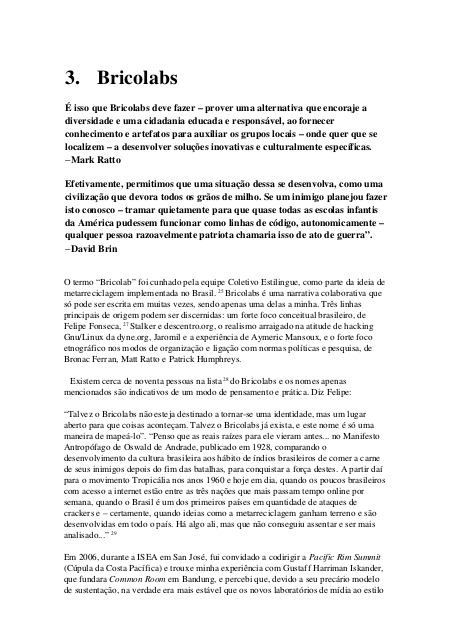 3. Bricolabs
É isso que Bricolabs deve fazer – prover uma alternativa que encoraje a
diversidade e uma cidadania educada e responsável, ao fornecer
conhecimento e artefatos para auxiliar os grupos locais – onde quer que se
localizem – a desenvolver soluções inovativas e culturalmente específicas.
–Mark Ratto
Efetivamente, permitimos que uma situação dessa se desenvolva, como uma
civilização que devora todos os grãos de milho. Se um inimigo planejou fazer
isto conosco – tramar quietamente para que quase todas as escolas infantis
da América pudessem funcionar como linhas de código, autonomicamente –
qualquer pessoa razoavelmente patriota chamaria isso de ato de guerra”.
–David Brin
O termo “Bricolab” foi cunhado pela equipe Coletivo Estilingue, como parte da ideia de
metarreciclagem implementada no Brasil. 25 Bricolabs é uma narrativa colaborativa que
só pode ser escrita em muitas vezes, sendo apenas uma delas a minha. Três linhas
principais de origem podem ser discernidas: um forte foco conceitual brasileiro, de
Felipe Fonseca, 27 Stalker e descentro.org, o realismo arraigado na atitude de hacking
Gnu/Linux da dyne.org, Jaromil e a experiência de Aymeric Mansoux, e o forte foco
etnográfico nos modos de organização e ligação com normas políticas e pesquisa, de
Bronac Ferran, Matt Ratto e Patrick Humphreys.
Existem cerca de noventa pessoas na lista 28 do Bricolabs e os nomes apenas
mencionados são indicativos de um modo de pensamento e prática. Diz Felipe:
“Talvez o Bricolabs não esteja destinado a tornar-se uma identidade, mas um lugar
aberto para que coisas aconteçam. Talvez o Bricolabs já exista, e este nome é só uma
maneira de mapeá-lo”. “Penso que as reais raízes para ele vieram antes... no Manifesto
Antropófago de Oswald de Andrade, publicado em 1928, comparando o
desenvolvimento da cultura brasileira aos hábito de índios brasileiros de comer a carne
de seus inimigos depois do fim das batalhas, para conquistar a força destes. A partir daí
para o movimento Tropicália nos anos 1960 e hoje em dia, quando os poucos brasileiros
com acesso a internet estão entre as três nações que mais passam tempo online por
semana, quando o Brasil é um dos primeiros países em quantidade de ataques de
crackers e – certamente, quando ideias como a metarreciclagem ganham terreno e são
desenvolvidas em todo o país. Há algo ali, mas que não conseguiu assentar e ser mais
analisado...” 29
Em 2006, durante a ISEA em San José, fui convidado a codirigir a Pacific Rim Summit
(Cúpula da Costa Pacífica) e trouxe minha experiência com Gustaff Harriman Iskander,
que fundara Common Room em Bandung, e percebi que, devido a seu precário modelo
de sustentação, na verdade era mais estável que os novos laboratórios de mídia ao estilo